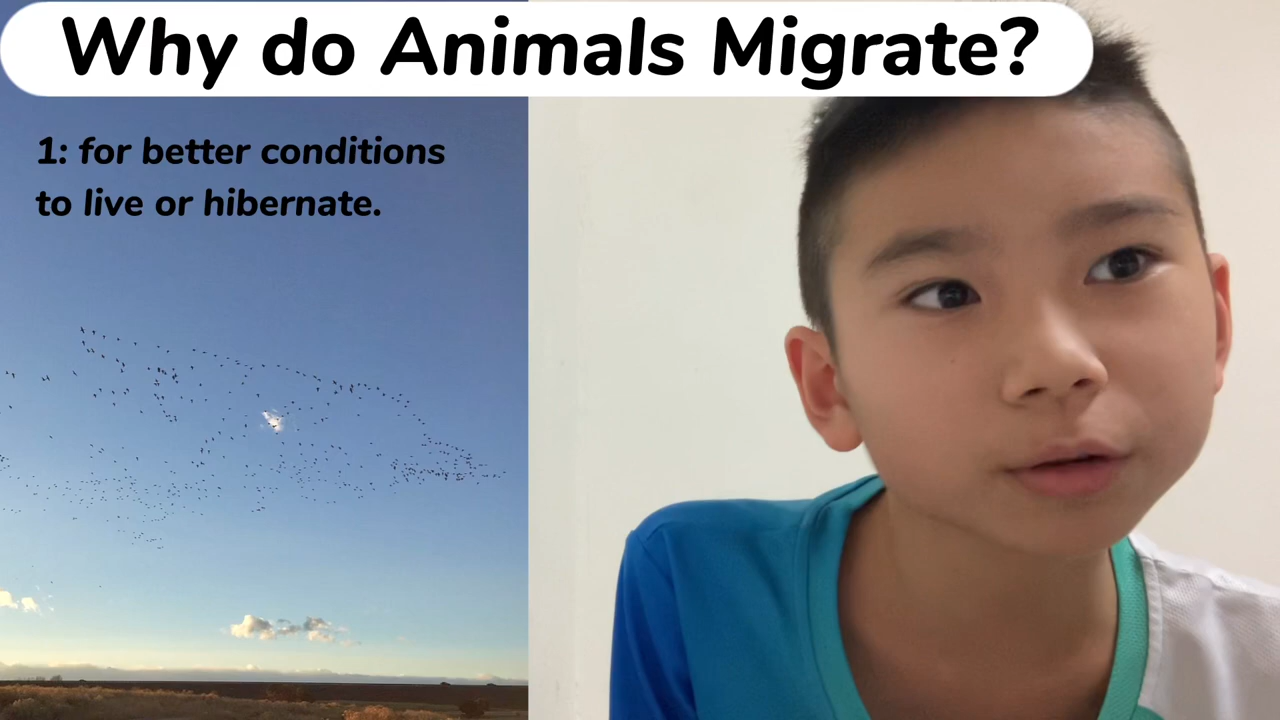 Why do Animals Migrate?
1: for better conditions
to live or hibernate.